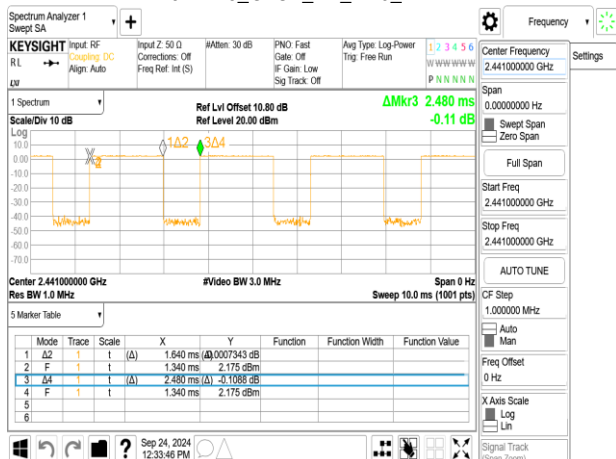 Spectrum Analyzer 1
Swept SA
+
Frequency
KEYSIGHT
Input: RF
Input Z: 50 Ω
#Atten: 30 dB
PNO: Fast
Avg Type: Log-Power
1 2 3 4 5 6
RL
Coupling: DC
Corrections: Off
Gate: Off
Trig: Free Run
W W W W W W
Align: Auto
Freq Ref: Int (S)
IF Gain: Low
P N N N N N
Sig Track: Off
LXI
1 Spectrum
Ref Lvl Offset 10.80 dB
ΔMkr3 2.480 ms
Scale/Div 10 dB
Ref Level 20.00 dBm
-0.11 dB
Log
10.0
0.00
-10.0
-20.0
-30.0
-40.0
-50.0
-60.0
-70.0
1Δ2
3Δ4
Center 2.441000000 GHz
#Video BW 3.0 MHz
Span 0 Hz
Res BW 1.0 MHz
Sweep 10.0 ms (1001 pts)
5 Marker Table
Mode Trace Scale X Y Function Function Width Function Value
1 Δ2 1 t (Δ) 1.640 ms (Δ) 0.0007343 dB
2 F 1 t 1.340 ms 2.175 dBm
3 Δ4 1 t (Δ) 2.480 ms (Δ) -0.1088 dB
4 F 1 t 1.340 ms 2.175 dBm
5
6
?
Sep 24, 2024
12:33:46 PM
Center Frequency
2.441000000 GHz
Settings
Span
0.00000000 Hz
Swept Span
Zero Span
Full Span
Start Freq
2.441000000 GHz
Stop Freq
2.441000000 GHz
AUTO TUNE
CF Step
1.000000 MHz
Auto
Man
Freq Offset
0 Hz
X Axis Scale
Log
Lin
Signal Track
(Span Zoom)